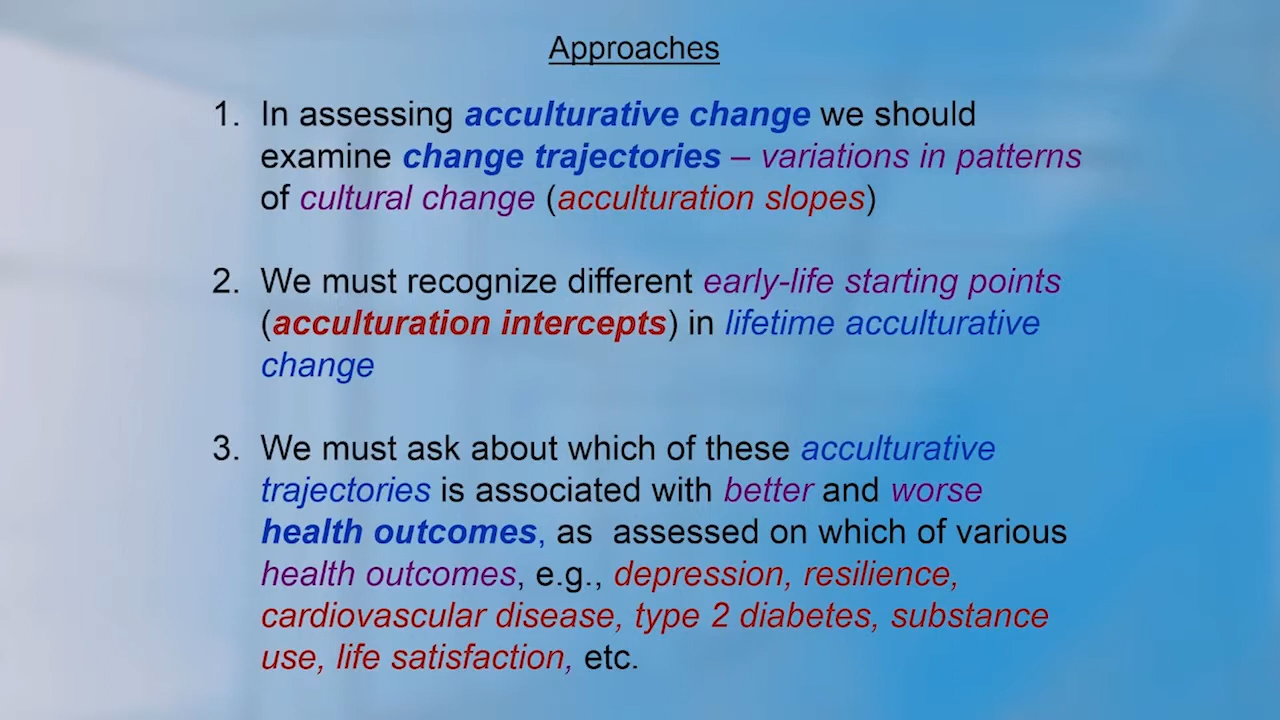 Approaches
1. In assessing acculturative change we should
examine change trajectories – variations in patterns
of cultural change (acculturation slopes)
2. We must recognize different early-life starting points
(acculturation intercepts) in lifetime acculturative
change
3. We must ask about which of these acculturative
trajectories is associated with better and worse
health outcomes, as assessed on which of various
health outcomes, e.g., depression, resilience,
cardiovascular disease, type 2 diabetes, substance
use, life satisfaction, etc.